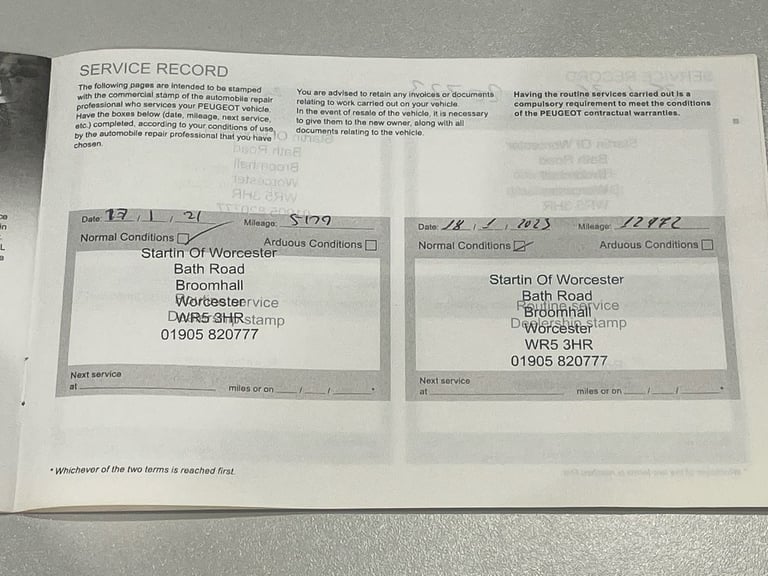 SERVICE RECORD
The following pages are intended to be stamped
with the commercial stamp of the automobile repair
professional who services your PEUGEOT vehicle.
Have the boxes below (date, mileage, next service,
etc.) completed, according to your conditions of use,
by the automobile repair professional that you have
chosen.
You are advised to retain any invoices or documents
relating to work carried out on your vehicle.
In the event of resale of the vehicle, it is necessary
to give them to the new owner, along with all
documents relating to the vehicle.
Having the routine services carried out is a
compulsory requirement to meet the conditions
of the PEUGEOT contractual warranties.
Date: 17 / 1 / 21 Mileage: 5179
Normal Conditions Arduous Conditions
Startin Of Worcester
Bath Road
Broomhall
Worcester
WR5 3HR
01905 820777
Next service
at miles or on / / *
Date: 18 / 1 / 2023 Mileage: 12972
Normal Conditions Arduous Conditions
Startin Of Worcester
Bath Road
Routine service
Broomhall
Dealership stamp
Worcester
WR5 3HR
01905 820777
Next service
at miles or on / / *
* Whichever of the two terms is reached first.